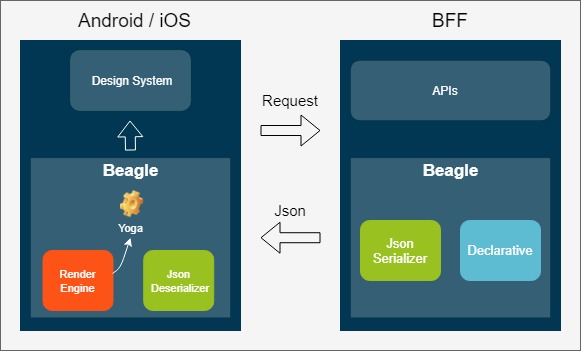 Android / iOS
BFF
Design System
APIs
Request
Beagle
Beagle
Yoga
Json
Render
Engine
Json
Deserializer
Json
Serializer
Declarative